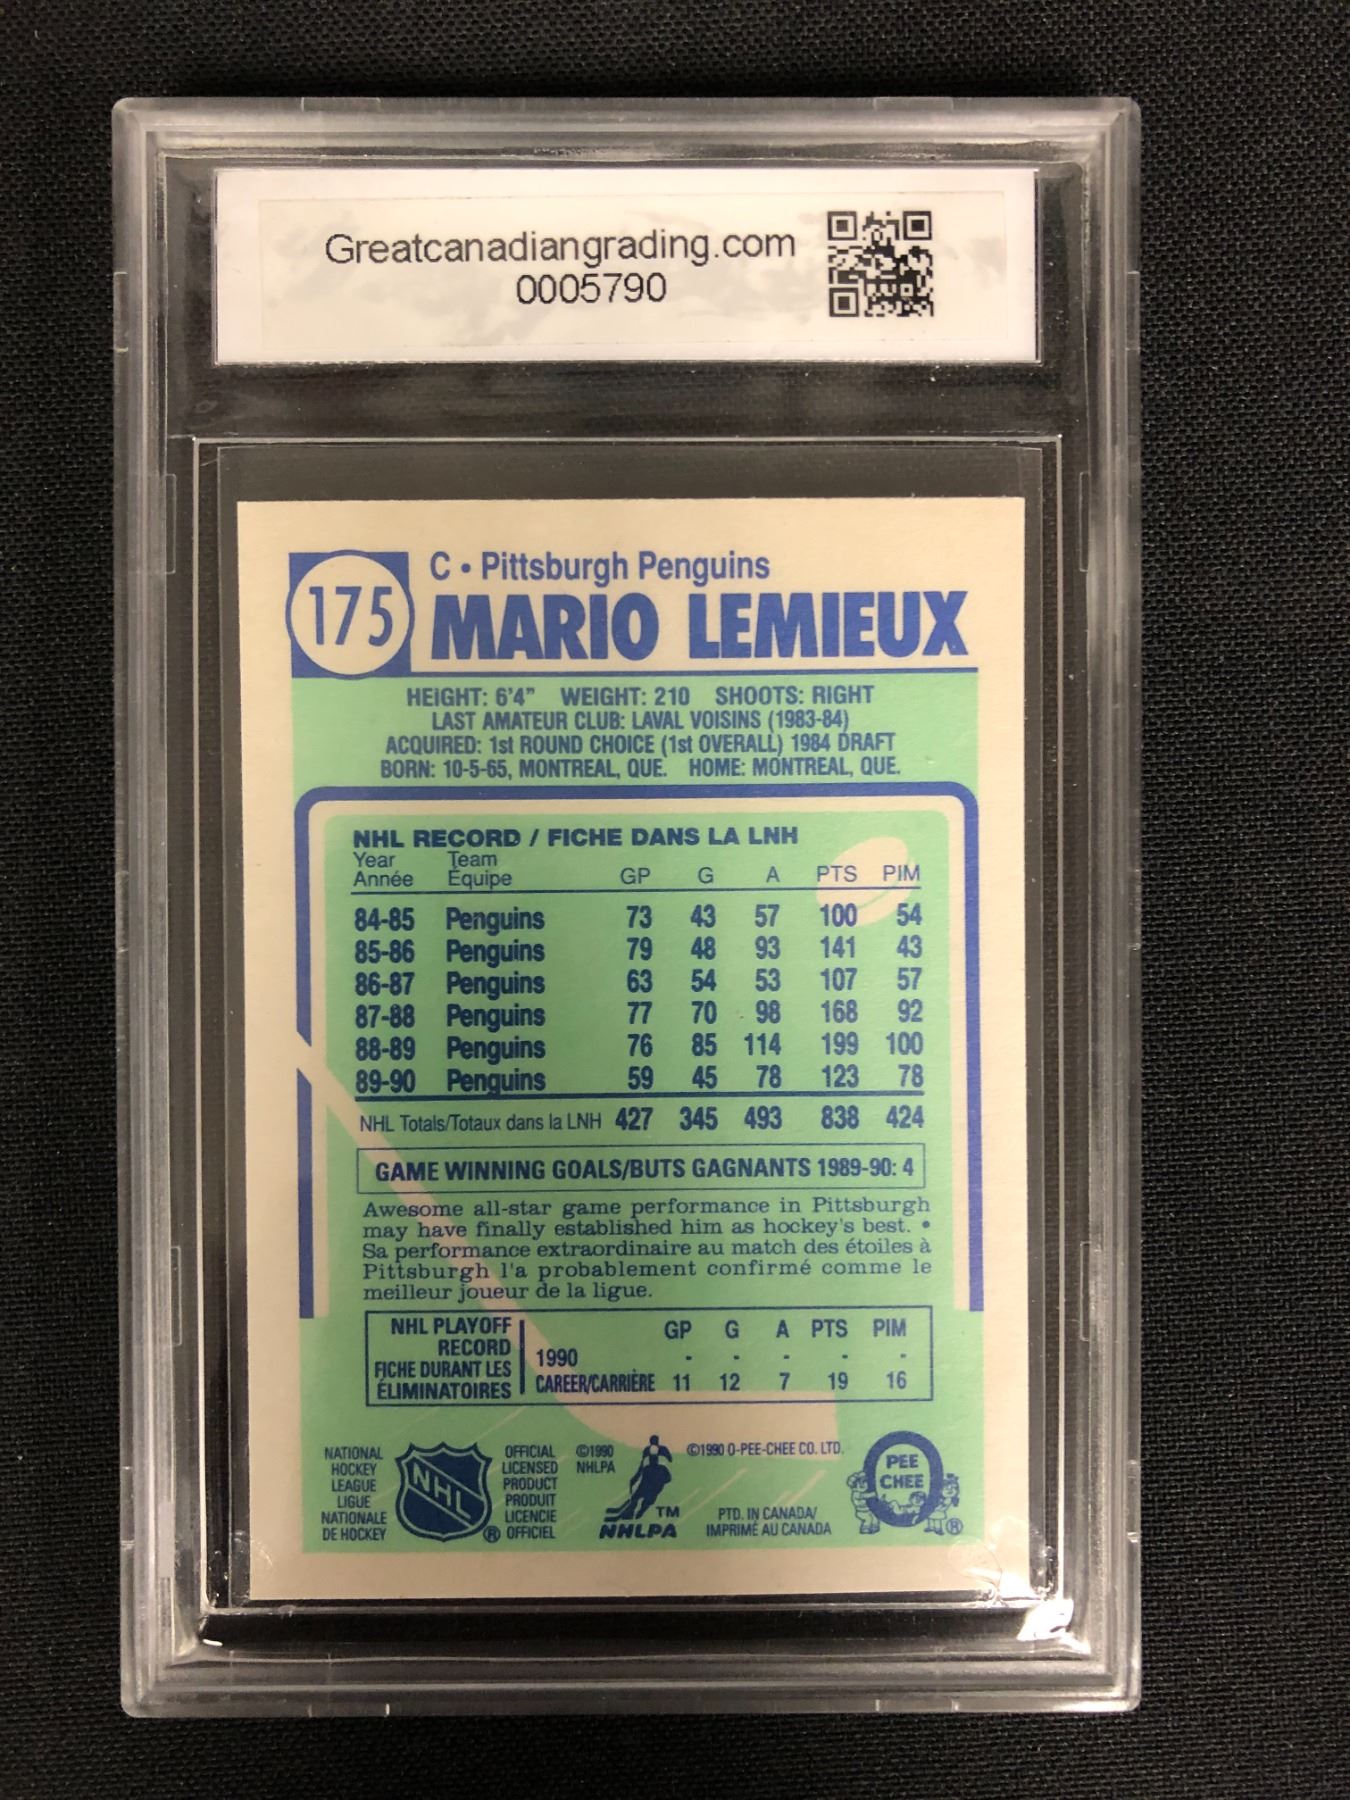 Greatcanadiangrading.com
0005790
175
C • Pittsburgh Penguins
MARIO LEMIEUX
HEIGHT: 6'4" WEIGHT: 210 SHOOTS: RIGHT
LAST AMATEUR CLUB: LAVAL VOISINS (1983-84)
ACQUIRED: 1st ROUND CHOICE (1st OVERALL) 1984 DRAFT
BORN: 10-5-65, MONTREAL, QUE. HOME: MONTREAL, QUE.
NHL RECORD / FICHE DANS LA LNH
Year Team
Année Équipe GP G A PTS PIM
84-85 Penguins 73 43 57 100 54
85-86 Penguins 79 48 93 141 43
86-87 Penguins 63 54 53 107 57
87-88 Penguins 77 70 98 168 92
88-89 Penguins 76 85 114 199 100
89-90 Penguins 59 45 78 123 78
NHL Totals/Totaux dans la LNH 427 345 493 838 424
GAME WINNING GOALS/BUTS GAGNANTS 1989-90: 4
Awesome all-star game performance in Pittsburgh
may have finally established him as hockey's best. •
Sa performance extraordinaire au match des étoiles à
Pittsburgh l'a probablement confirmé comme le
meilleur joueur de la ligue.
NHL PLAYOFF
RECORD
FICHE DURANT LES
ÉLIMINATOIRES
GP G A PTS PIM
1990 - - - - -
CAREER/CARRIÈRE 11 12 7 19 16
NATIONAL
HOCKEY
LEAGUE
LIGUE
NATIONALE
DE HOCKEY
NHL
®
OFFICIAL
LICENSED
PRODUCT
PRODUIT
LICENCIE
OFFICIEL
©1990
NHLPA
TM
NHLPA
©1990 O-PEE-CHEE CO. LTD.
PTD. IN CANADA/
IMPRIMÉ AU CANADA
PEE
CHEE
®